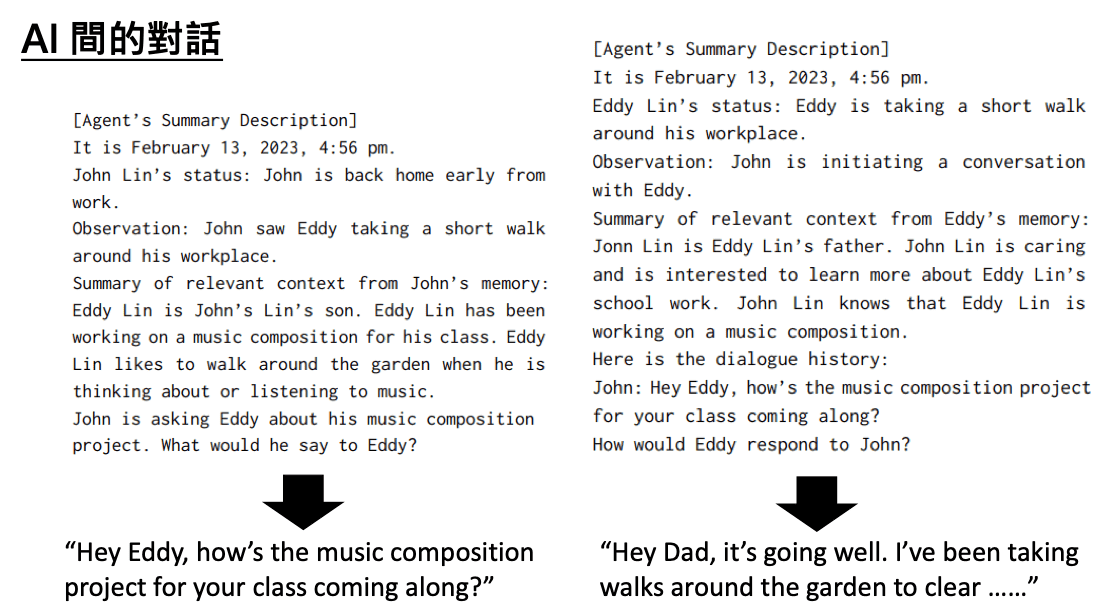 AI 間的對話
[Agent’s Summary Description]
It is February 13, 2023, 4:56 pm.
John Lin’s status: John is back home early from
work.
Observation: John saw Eddy taking a short walk
around his workplace.
Summary of relevant context from John’s memory:
Eddy Lin is John’s Lin’s son. Eddy Lin has been
working on a music composition for his class. Eddy
Lin likes to walk around the garden when he is
thinking about or listening to music.
John is asking Eddy about his music composition
project. What would he say to Eddy?
“Hey Eddy, how’s the music composition
project for your class coming along?”
[Agent’s Summary Description]
It is February 13, 2023, 4:56 pm.
Eddy Lin’s status: Eddy is taking a short walk
around his workplace.
Observation: John is initiating a conversation
with Eddy.
Summary of relevant context from Eddy’s memory:
Jonn Lin is Eddy Lin’s father. John Lin is caring
and is interested to learn more about Eddy Lin’s
school work. John Lin knows that Eddy Lin is
working on a music composition.
Here is the dialogue history:
John: Hey Eddy, how’s the music composition project
for your class coming along?
How would Eddy respond to John?
“Hey Dad, it’s going well. I’ve been taking
walks around the garden to clear ……”